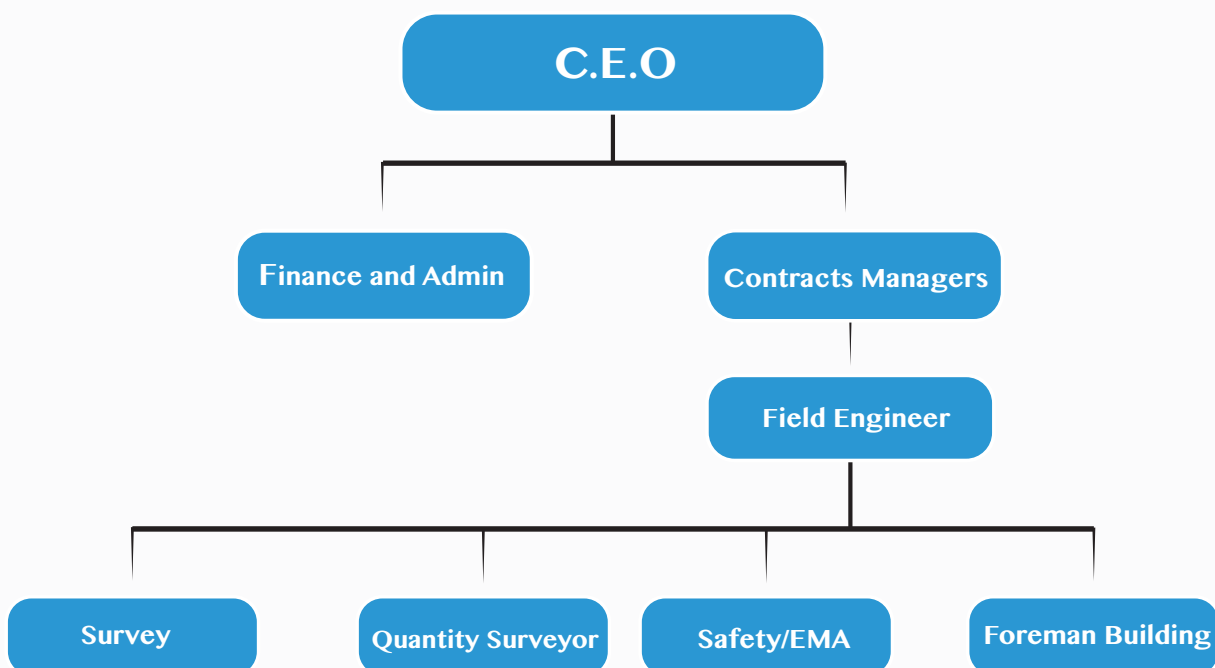 C.E.O
Finance and Admin
Contracts Managers
Field Engineer
Survey
Quantity Surveyor
Safety/EMA
Foreman Building